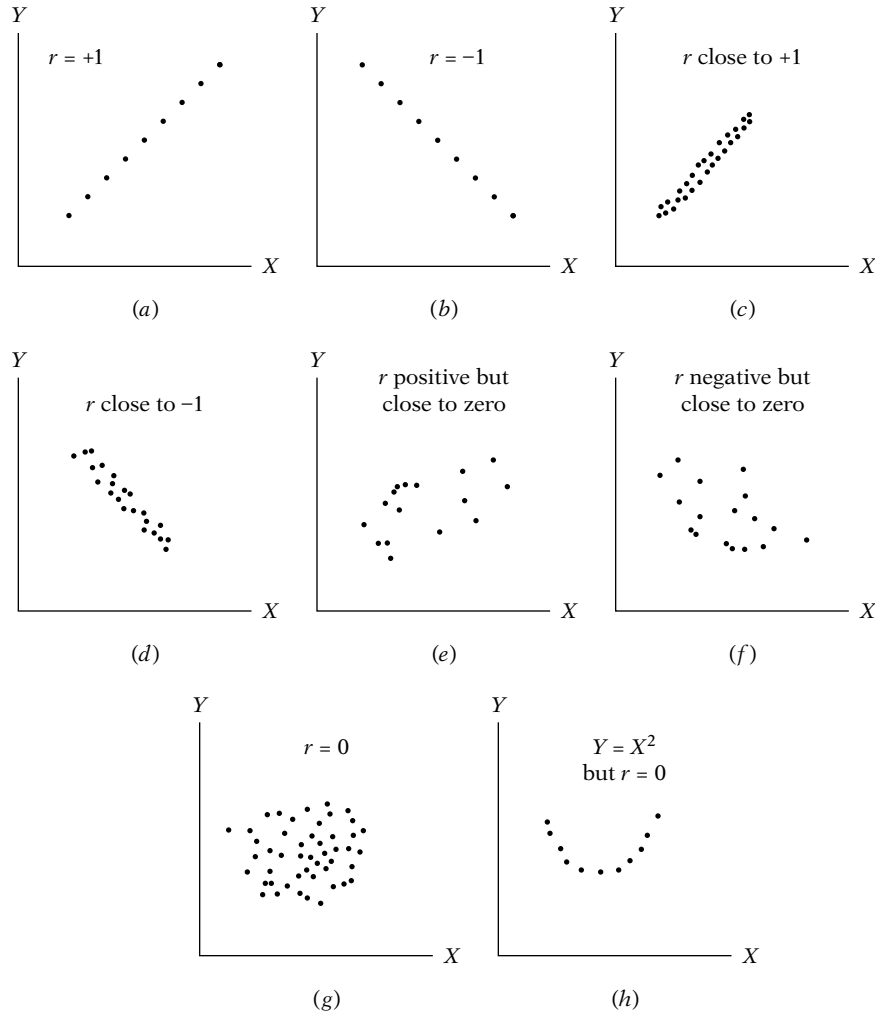 Y
r = +1
X
(a)
Y
r = −1
X
(b)
Y
r close to +1
X
(c)
Y
r close to −1
X
(d)
Y
r positive but
close to zero
X
(e)
Y
r negative but
close to zero
X
(f)
Y
r = 0
X
(g)
Y
Y = X²
but r = 0
X
(h)